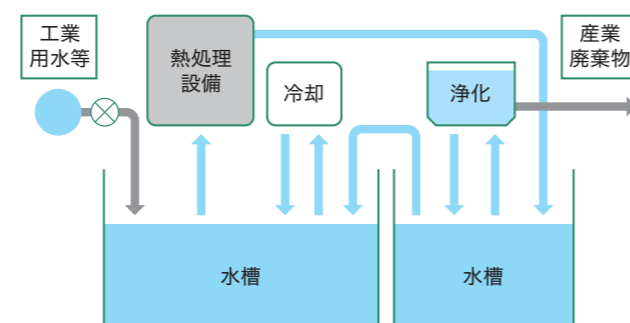 工業
用水等
熱処理
設備
冷却
浄化
産業
廃棄物
水槽
水槽